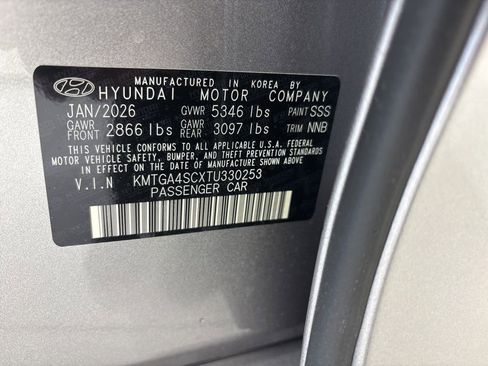 MANUFACTURED IN KOREA BY
HYUNDAI MOTOR COMPANY
JAN/2026 GVWR 5346 lbs PAINT SSS
GAWR FRONT 2866 lbs GAWR REAR 3097 lbs TRIM NNB
THIS VEHICLE CONFORMS TO ALL APPLICABLE U.S.A. FEDERAL
MOTOR VEHICLE SAFETY, BUMPER, AND THEFT PREVENTION
STANDARDS IN EFFECT ON THE DATE OF MANUFACTURE SHOWN ABOVE.
V.I.N KMTGA4SCXTU330253
PASSENGER CAR